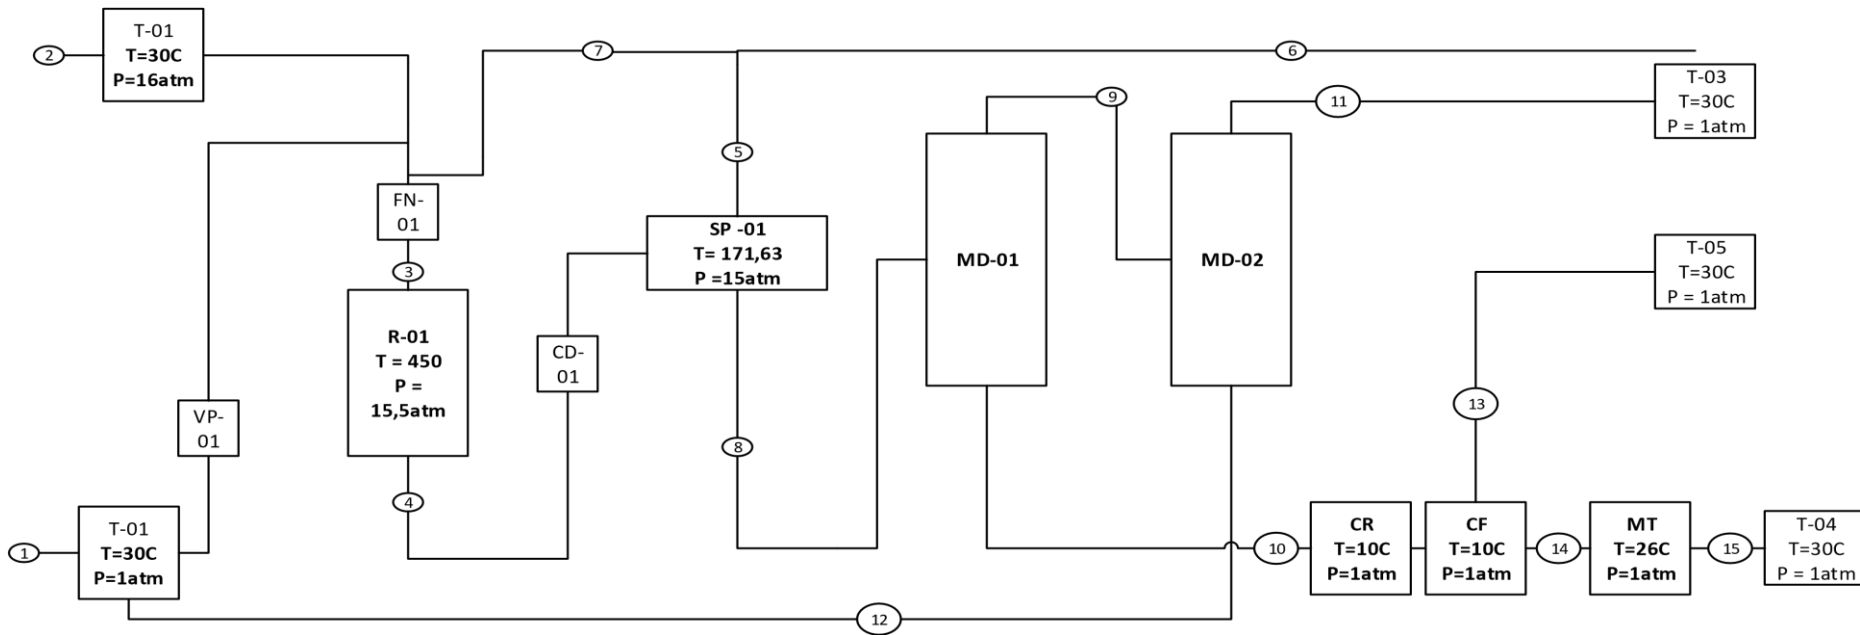 T-01
T=30C
P=16atm
2
7
6
T-03
T=30C
P = 1atm
9
11
5
FN-
01
SP -01
T= 171,63
P =15atm
MD-01
MD-02
T-05
T=30C
P = 1atm
3
R-01
T = 450
P =
15,5atm
CD-
01
VP-
01
13
8
4
T-01
T=30C
P=1atm
1
10
CR
T=10C
P=1atm
CF
T=10C
P=1atm
14
MT
T=26C
P=1atm
15
T-04
T=30C
P = 1atm
12